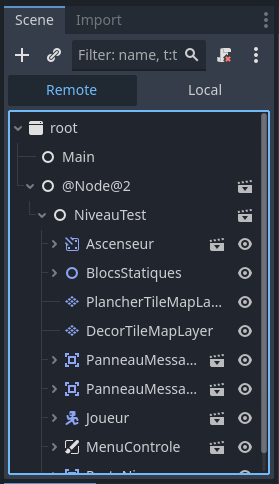 Scene Import
Filter: name, t:t
Remote Local
root
Main
@Node@2
NiveauTest
Ascenseur
BlocsStatiques
PlancherTileMapLa...
DecorTileMapLayer
PanneauMessa...
PanneauMessa...
Joueur
MenuControle